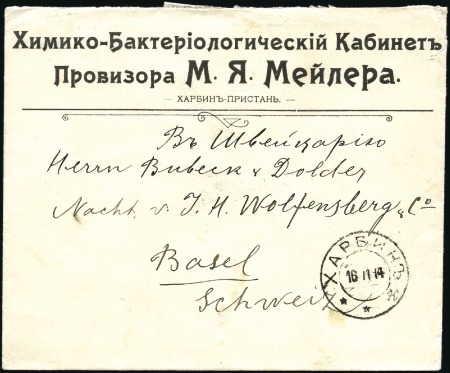 Химико-Бактеріологическій Кабинетъ
Провизора М. Я. Мейлера.
— ХАРБИНЪ-ПРИСТАНЬ. —
Въ Швейцарію
Herrn Bubeck & Dolder
Nacht. v. J. H. Wolfensberg & Co
Basel
Schweiz
ХАРБИНЪ
16 11 14